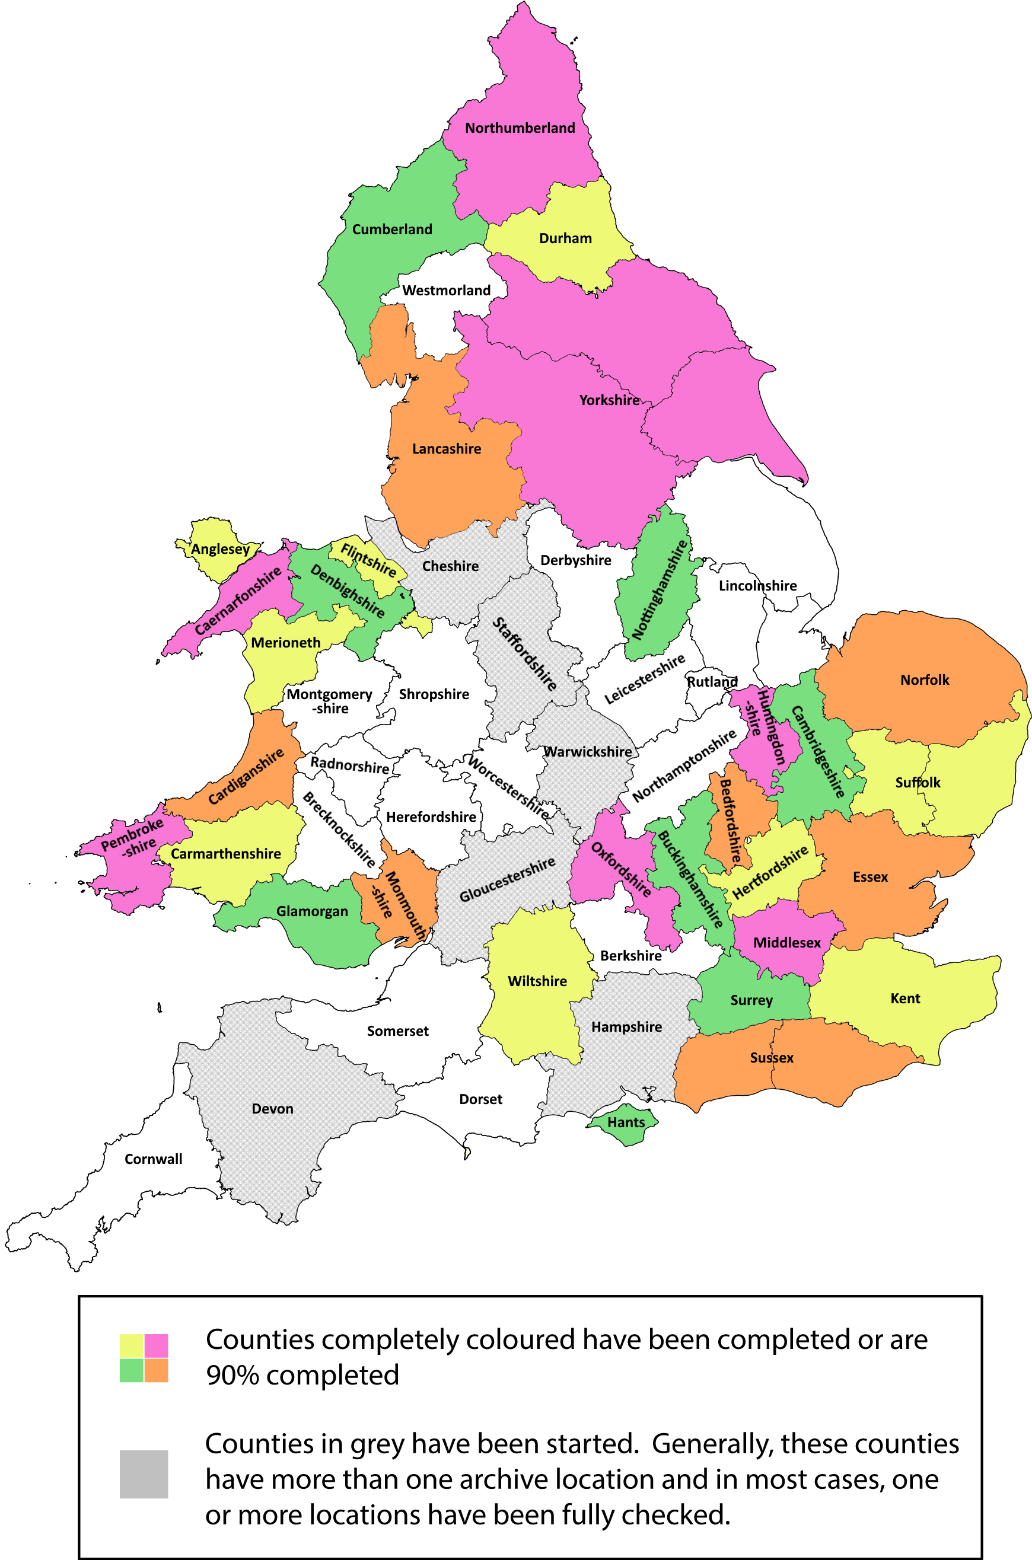 Northumberland
Cumberland
Durham
Westmorland
Yorkshire
Lancashire
Anglesey
Flintshire
Cheshire
Derbyshire
Nottinghamshire
Lincolnshire
Caernarfonshire
Denbighshire
Merioneth
Staffordshire
Leicestershire
Rutland
Norfolk
Montgomery
-shire
Shropshire
Huntingdon
-shire
Cambridgeshire
Warwickshire
Northamptonshire
Suffolk
Cardiganshire
Radnorshire
Worcestershire
Bedfordshire
Brecknockshire
Herefordshire
Pembroke
-shire
Carmarthenshire
Oxfordshire
Buckinghamshire
Hertfordshire
Essex
Gloucestershire
Glamorgan
Monmouth
-shire
Middlesex
Berkshire
Wiltshire
Surrey
Kent
Somerset
Hampshire
Sussex
Devon
Dorset
Hants
Cornwall
Counties completely coloured have been completed or are
90% completed
Counties in grey have been started. Generally, these counties
have more than one archive location and in most cases, one
or more locations have been fully checked.